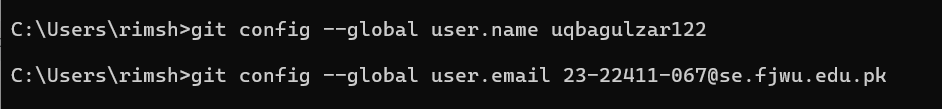 C:\Users\rimsh>git config --global user.name uqbagulzar122
C:\Users\rimsh>git config --global user.email 23-22411-067@se.fjwu.edu.pk